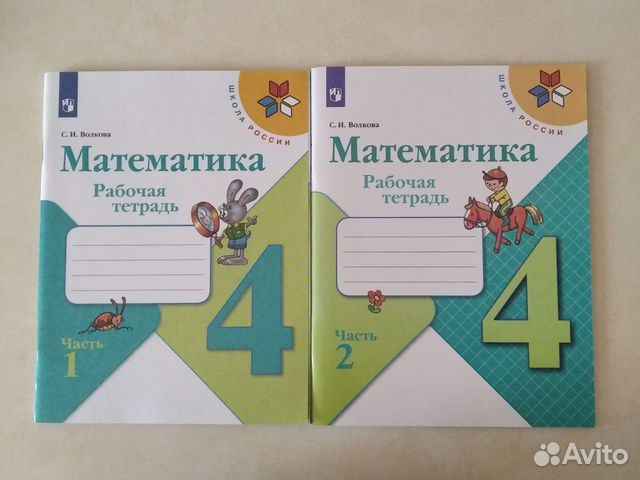 ШКОЛА РОССИИ
С. И. Волкова
Математика
Рабочая
тетрадь
Часть
1
4
ШКОЛА РОССИИ
С. И. Волкова
Математика
Рабочая
тетрадь
Часть
2
4
Avito